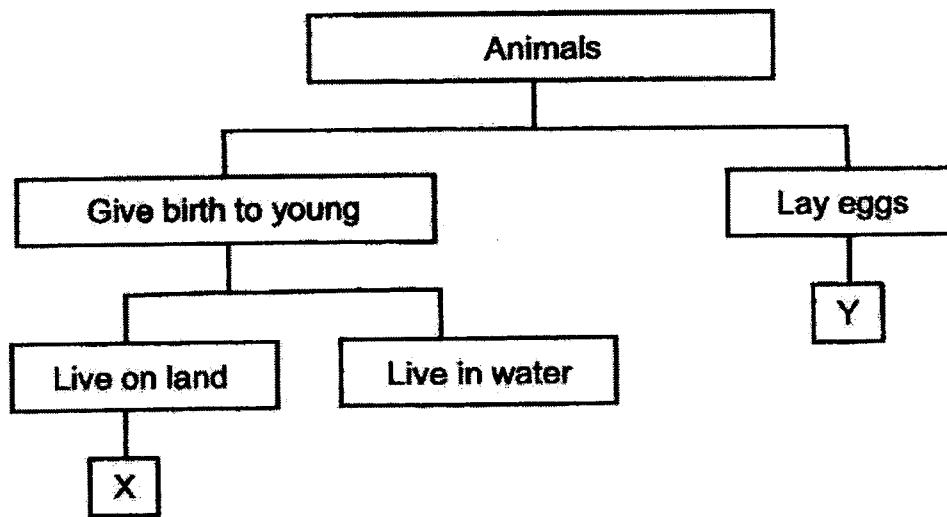 Animals
Give birth to young
Lay eggs
Y
Live on land
Live in water
X